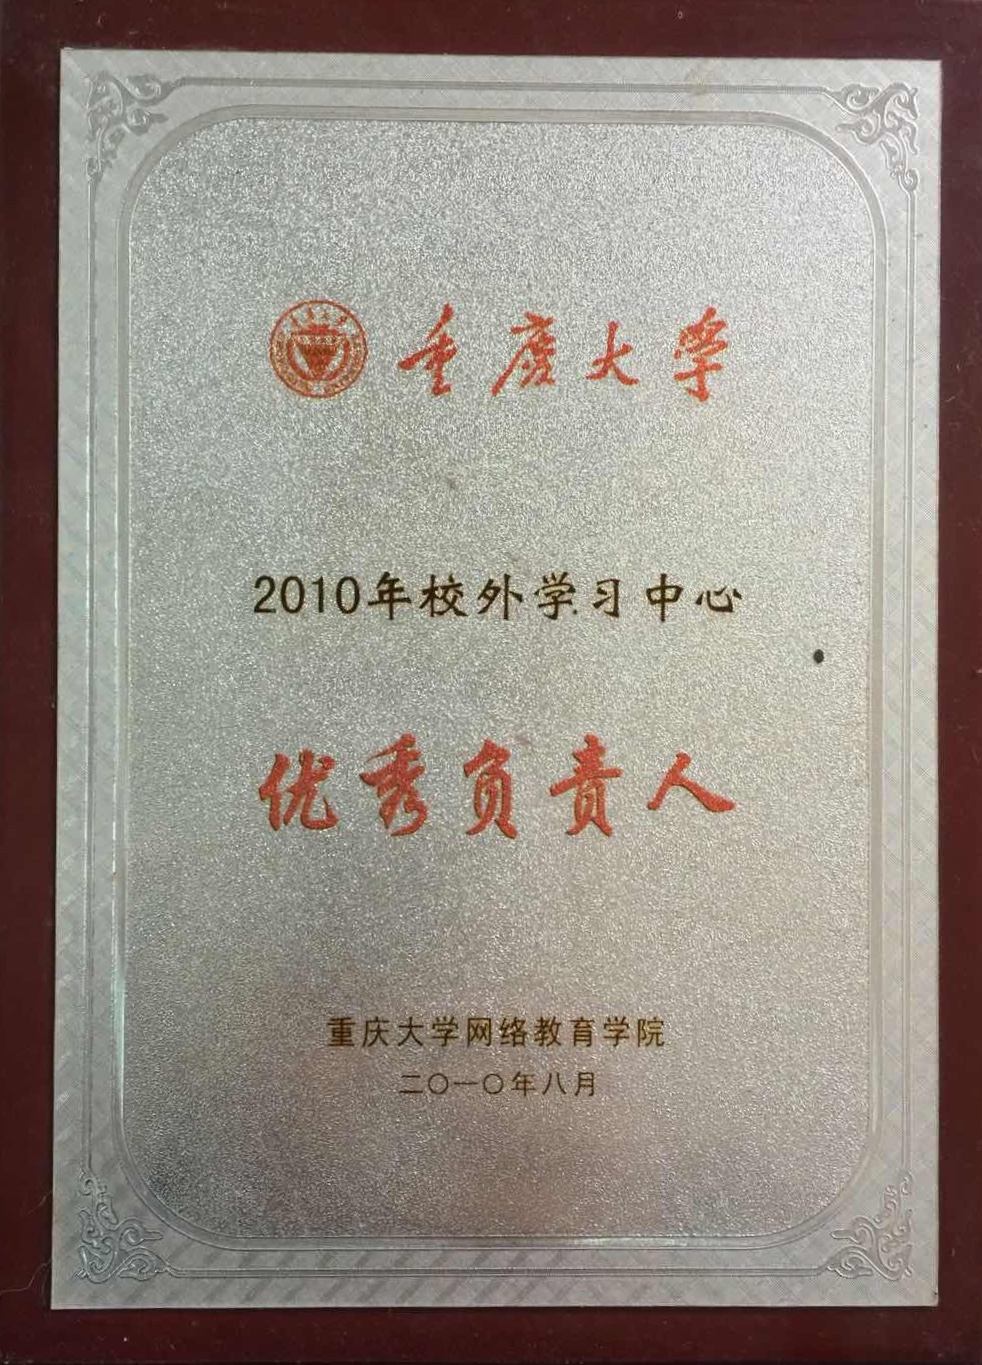 重慶大学
2010年校外学习中心
优秀负责人
重庆大学网络教育学院
二〇一〇年八月